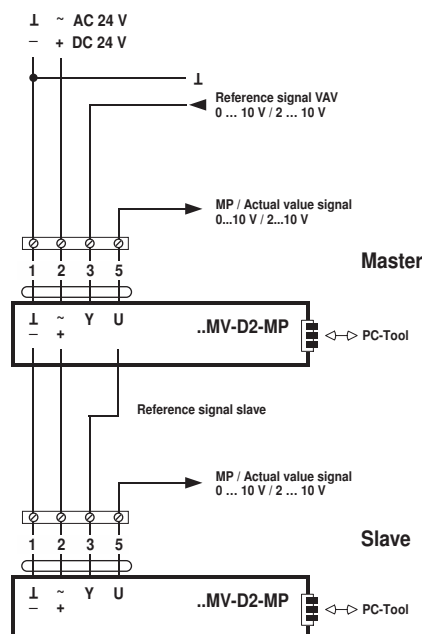 ⊥ ~ AC 24 V
− + DC 24 V
⊥
Reference signal VAV
0 ... 10 V / 2 ... 10 V
MP / Actual value signal
0...10 V / 2...10 V
1 2 3 5
Master
⊥ ~ Y U
− +
..MV-D2-MP
PC-Tool
Reference signal slave
MP / Actual value signal
0 ... 10 V / 2 ... 10 V
1 2 3 5
Slave
⊥ ~ Y U
− +
..MV-D2-MP
PC-Tool